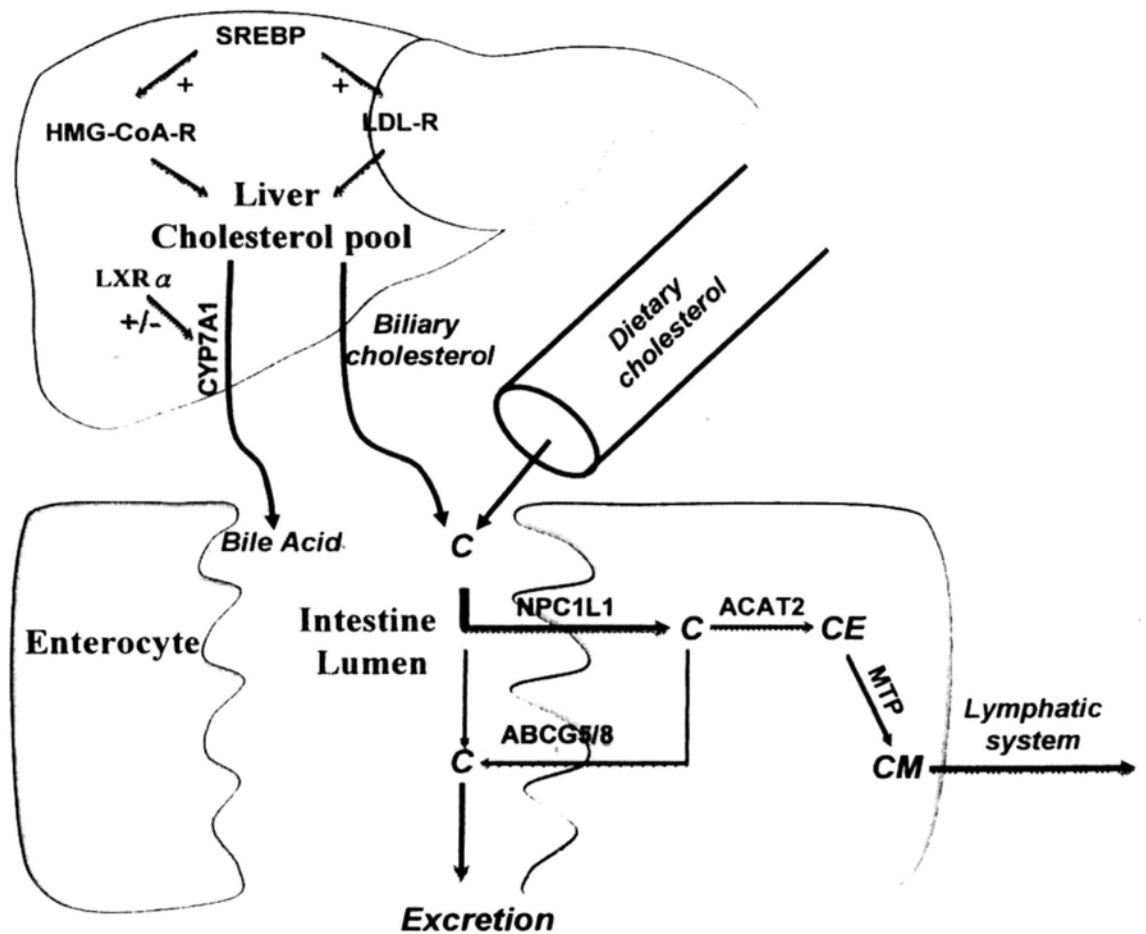 SREBP
+
+
HMG-CoA-R
LDL-R
Liver
Cholesterol pool
LXR α
+/-
CYP7A1
Biliary
cholesterol
Dietary
cholesterol
Bile Acid
C
Enterocyte
Intestine
Lumen
NPC1L1
C
ACAT2
CE
MTP
ABCG5/8
C
CM
Lymphatic
system
Excretion